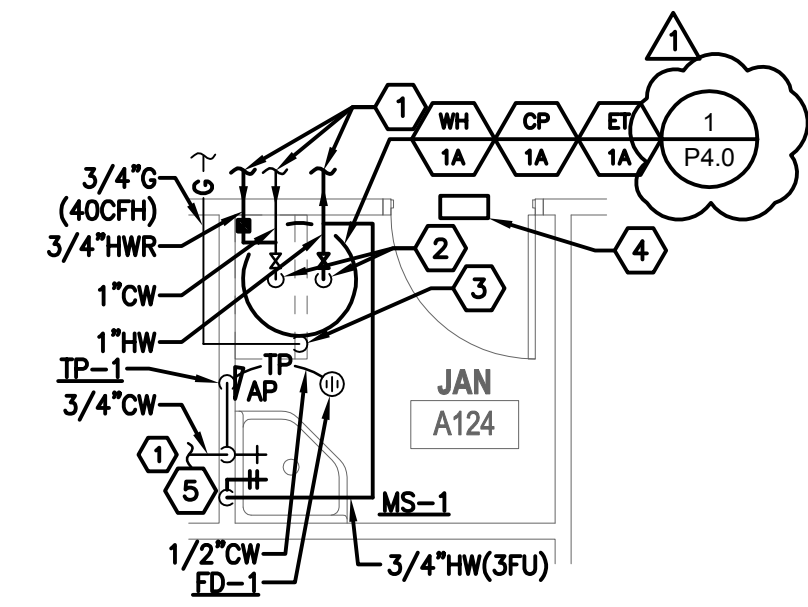 1
1
WH CP ET 1
1A 1A 1A P4.0
3/4"G
(40CFH)
G
3/4"HWR
2
4
1"CW
3
1"HW
TP-1
TP
AP
3/4"CW
JAN
A124
1
5
MS-1
1/2"CW
3/4"HW(3FU)
FD-1